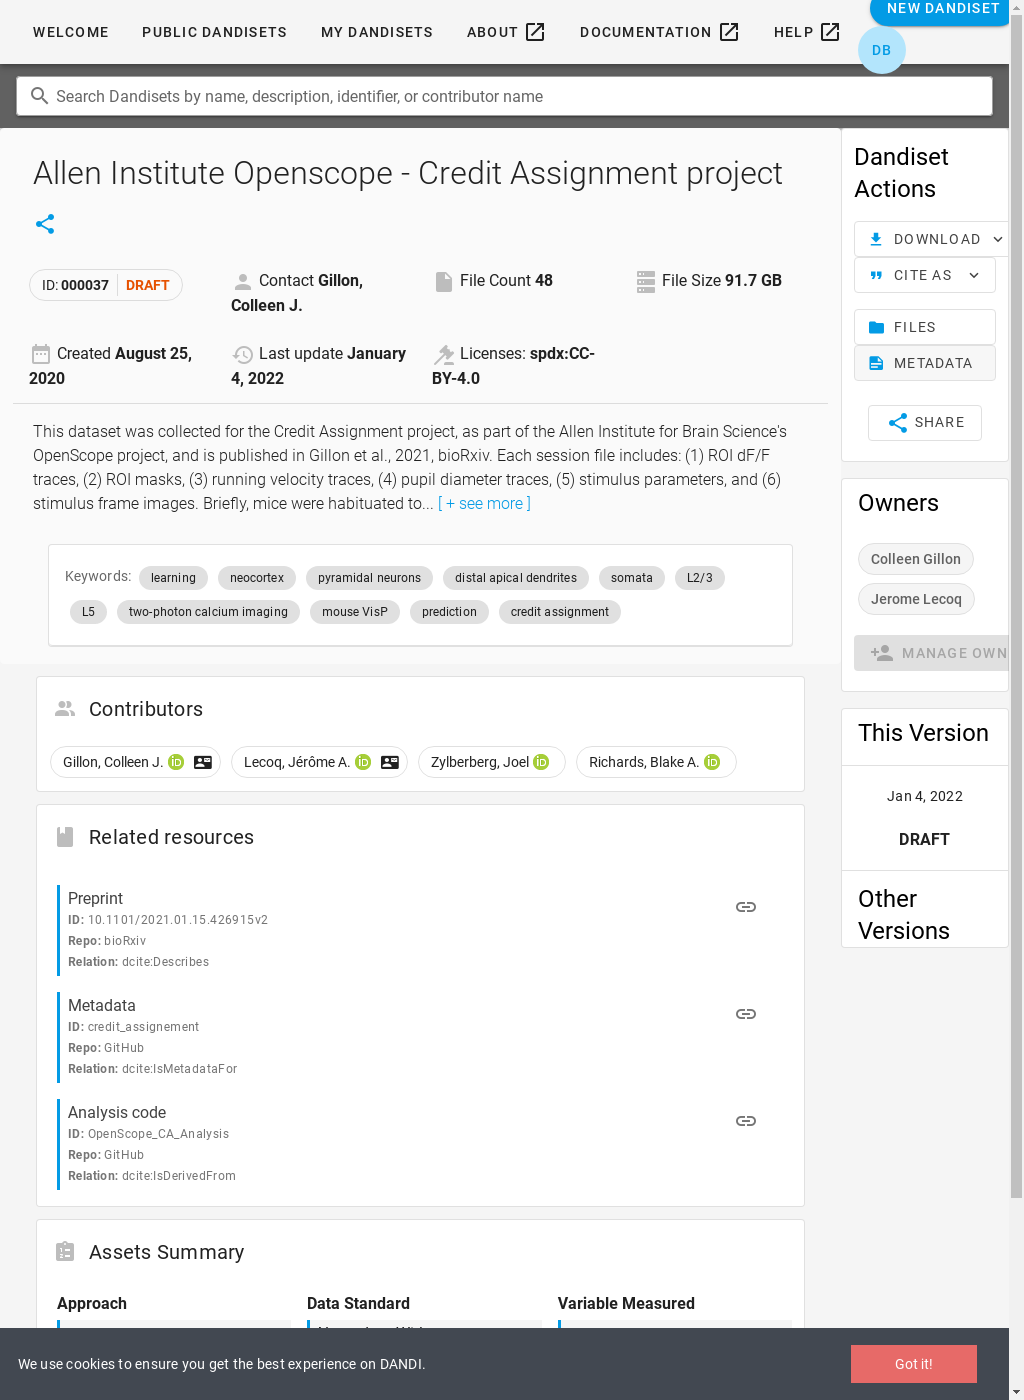 WELCOME PUBLIC DANDISETS MY DANDISETS ABOUT DOCUMENTATION HELP NEW DANDISET
DB
Search Dandisets by name, description, identifier, or contributor name
Allen Institute Openscope - Credit Assignment project
ID: 000037 DRAFT
Contact Gillon, Colleen J.
File Count 48
File Size 91.7 GB
Created August 25, 2020
Last update January 4, 2022
Licenses: spdx:CC-BY-4.0
This dataset was collected for the Credit Assignment project, as part of the Allen Institute for Brain Science's
OpenScope project, and is published in Gillon et al., 2021, bioRxiv. Each session file includes: (1) ROI dF/F
traces, (2) ROI masks, (3) running velocity traces, (4) pupil diameter traces, (5) stimulus parameters, and (6)
stimulus frame images. Briefly, mice were habituated to... [ + see more ]
Keywords: learning neocortex pyramidal neurons distal apical dendrites somata L2/3
L5 two-photon calcium imaging mouse VisP prediction credit assignment
Contributors
Gillon, Colleen J. Lecoq, Jérôme A. Zylberberg, Joel Richards, Blake A.
Related resources
Preprint
ID: 10.1101/2021.01.15.426915v2
Repo: bioRxiv
Relation: dcite:Describes
Metadata
ID: credit_assignement
Repo: GitHub
Relation: dcite:IsMetadataFor
Analysis code
ID: OpenScope_CA_Analysis
Repo: GitHub
Relation: dcite:IsDerivedFrom
Assets Summary
Approach Data Standard Variable Measured
Dandiset
Actions
DOWNLOAD
CITE AS
FILES
METADATA
SHARE
Owners
Colleen Gillon
Jerome Lecoq
MANAGE OWN
This Version
Jan 4, 2022
DRAFT
Other
Versions
We use cookies to ensure you get the best experience on DANDI.
Got it!